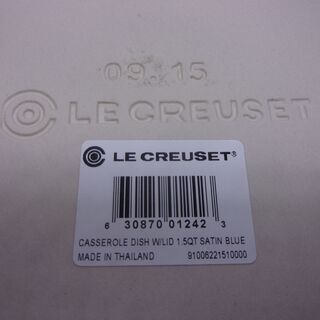 09.15
LE CREUSET
LE CREUSET®
6 30870 01242 3
CASSEROLE DISH W/LID 1.5QT SATIN BLUE
MADE IN THAILAND 91006221510000